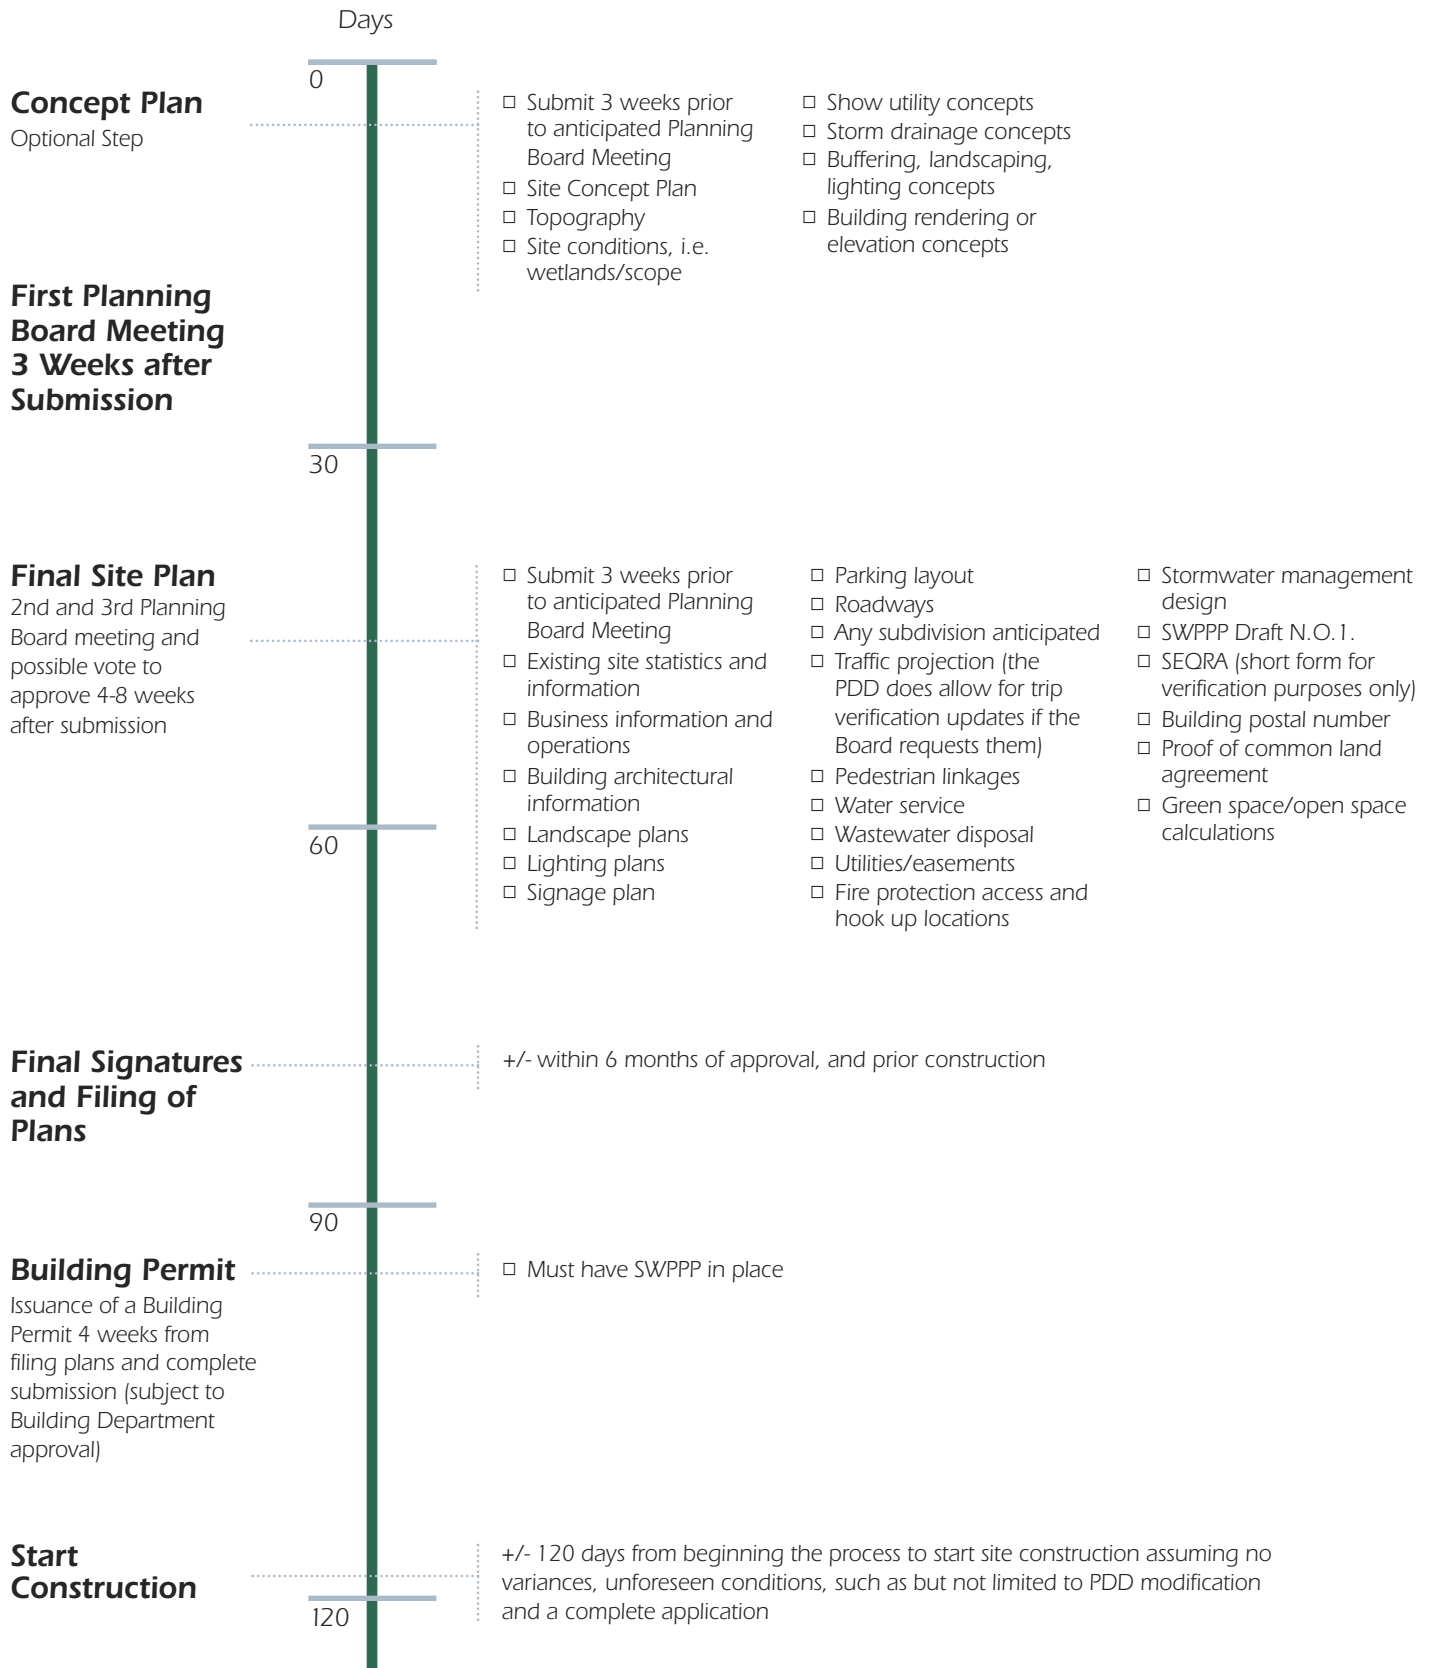 Days
0
Concept Plan
Optional Step
☐ Submit 3 weeks prior
to anticipated Planning
Board Meeting
☐ Site Concept Plan
☐ Topography
☐ Site conditions, i.e.
wetlands/scope
☐ Show utility concepts
☐ Storm drainage concepts
☐ Buffering, landscaping,
lighting concepts
☐ Building rendering or
elevation concepts
First Planning
Board Meeting
3 Weeks after
Submission
30
Final Site Plan
2nd and 3rd Planning
Board meeting and
possible vote to
approve 4-8 weeks
after submission
☐ Submit 3 weeks prior
to anticipated Planning
Board Meeting
☐ Existing site statistics and
information
☐ Business information and
operations
☐ Building architectural
information
☐ Landscape plans
☐ Lighting plans
☐ Signage plan
☐ Parking layout
☐ Roadways
☐ Any subdivision anticipated
☐ Traffic projection (the
PDD does allow for trip
verification updates if the
Board requests them)
☐ Pedestrian linkages
☐ Water service
☐ Wastewater disposal
☐ Utilities/easements
☐ Fire protection access and
hook up locations
☐ Stormwater management
design
☐ SWPPP Draft N.O.1.
☐ SEQRA (short form for
verification purposes only)
☐ Building postal number
☐ Proof of common land
agreement
☐ Green space/open space
calculations
60
Final Signatures
and Filing of
Plans
+/- within 6 months of approval, and prior construction
90
Building Permit
Issuance of a Building
Permit 4 weeks from
filing plans and complete
submission (subject to
Building Department
approval)
☐ Must have SWPPP in place
Start
Construction
+/- 120 days from beginning the process to start site construction assuming no
variances, unforeseen conditions, such as but not limited to PDD modification
and a complete application
120